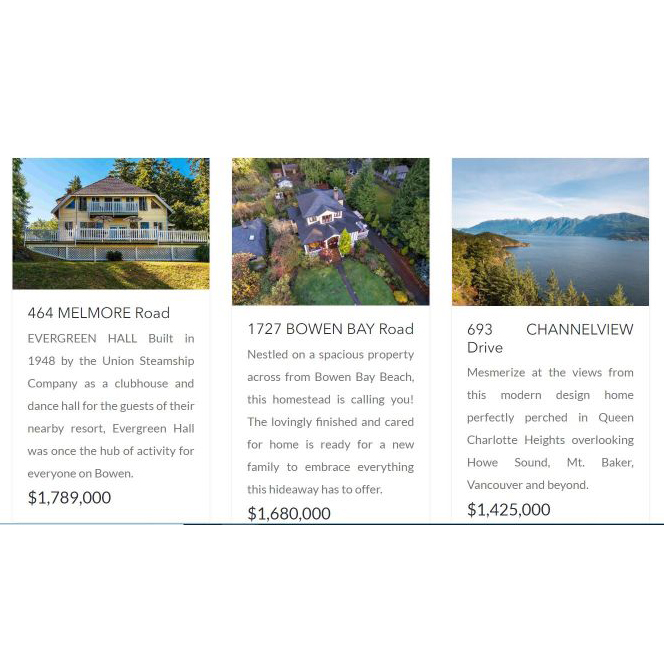 464 MELMORE Road
EVERGREEN HALL Built in
1948 by the Union Steamship
Company as a clubhouse and
dance hall for the guests of their
nearby resort, Evergreen Hall
was once the hub of activity for
everyone on Bowen.
$1,789,000
1727 BOWEN BAY Road
Nestled on a spacious property
across from Bowen Bay Beach,
this homestead is calling you!
The lovingly finished and cared
for home is ready for a new
family to embrace everything
this hideaway has to offer.
$1,680,000
693 CHANNELVIEW
Drive
Mesmerize at the views from
this modern design home
perfectly perched in Queen
Charlotte Heights overlooking
Howe Sound, Mt. Baker,
Vancouver and beyond.
$1,425,000